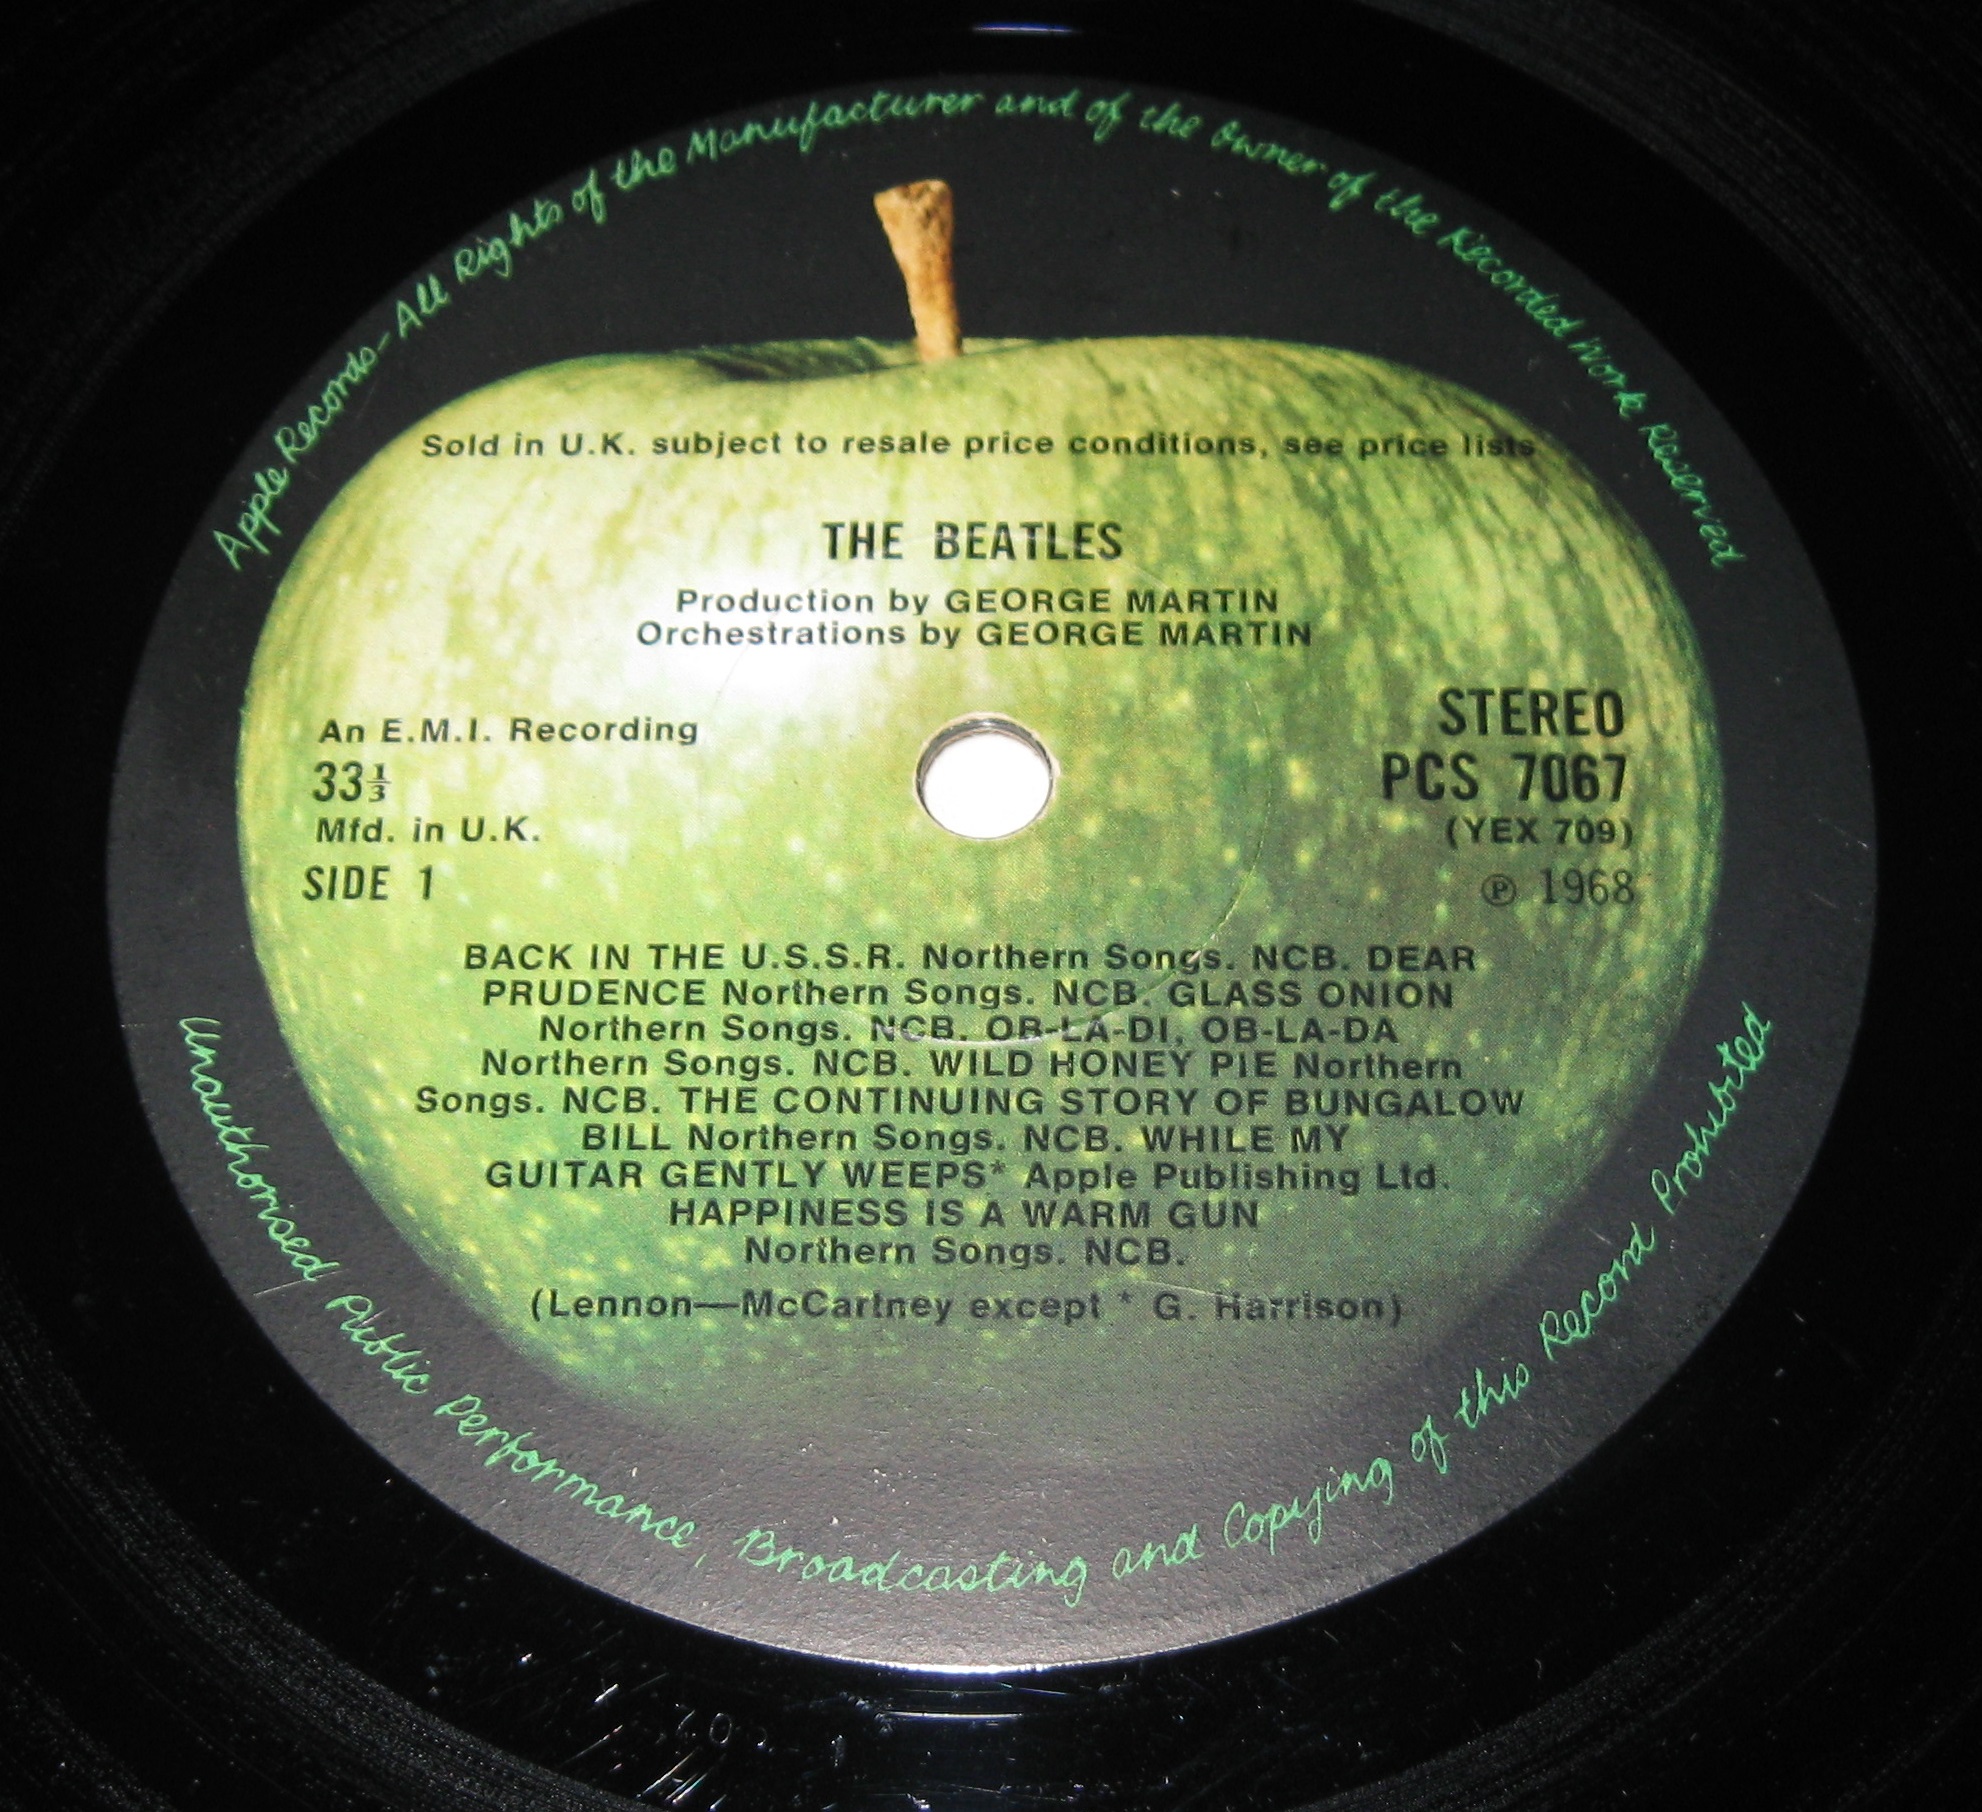 Apple Records - All Rights of the Manufacturer and of the Owner of the Recorded Work Reserved
Sold in U.K. subject to resale price conditions, see price lists
THE BEATLES
Production by GEORGE MARTIN
Orchestrations by GEORGE MARTIN
An E.M.I. Recording
33⅓
Mfd. in U.K.
SIDE 1
STEREO
PCS 7067
(YEX 709)
℗ 1968
BACK IN THE U.S.S.R. Northern Songs. NCB. DEAR
PRUDENCE Northern Songs. NCB. GLASS ONION
Northern Songs. NCB. OB-LA-DI, OB-LA-DA
Northern Songs. NCB. WILD HONEY PIE Northern
Songs. NCB. THE CONTINUING STORY OF BUNGALOW
BILL Northern Songs. NCB. WHILE MY
GUITAR GENTLY WEEPS* Apple Publishing Ltd.
HAPPINESS IS A WARM GUN
Northern Songs. NCB.
(Lennon—McCartney except * G. Harrison)
Unauthorised Public Performance, Broadcasting and Copying of this Record Prohibited